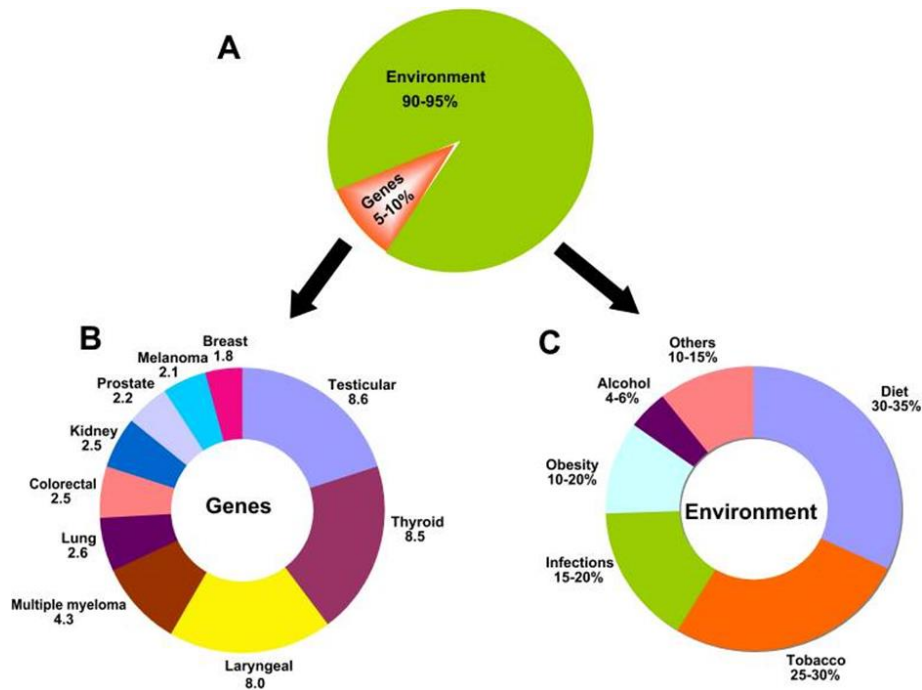 A
Environment
90-95%
Genes
5-10%
B
Breast
1.8
Melanoma
2.1
Prostate
2.2
Kidney
2.5
Colorectal
2.5
Lung
2.6
Multiple myeloma
4.3
Laryngeal
8.0
Thyroid
8.5
Testicular
8.6
Genes
C
Others
10-15%
Alcohol
4-6%
Obesity
10-20%
Infections
15-20%
Tobacco
25-30%
Diet
30-35%
Environment